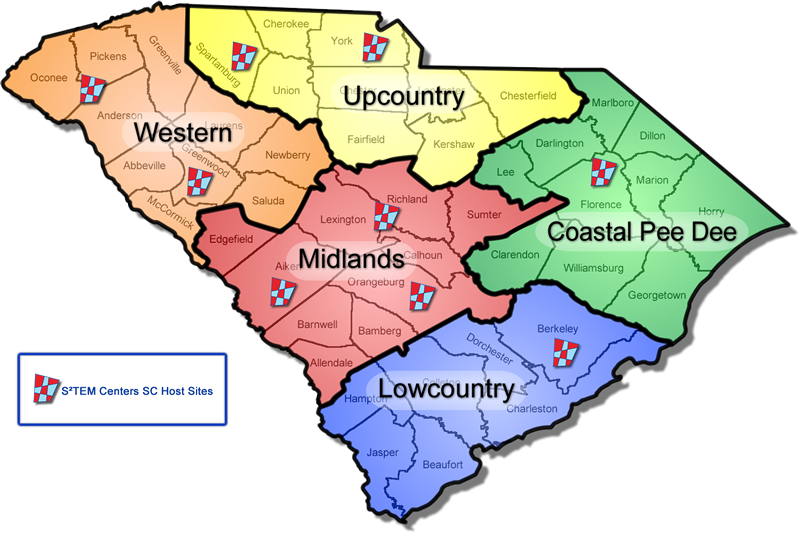 Cherokee
York
Spartanburg
Pickens
Greenville
Oconee
Union
Chester
Upcountry
Chesterfield
Marlboro
Anderson
Laurens
Western
Fairfield
Kershaw
Darlington
Dillon
Abbeville
Greenwood
Newberry
Lee
Marion
McCormick
Saluda
Richland
Lexington
Sumter
Florence
Horry
Edgefield
Coastal Pee Dee
Aiken
Midlands
Calhoun
Clarendon
Williamsburg
Orangeburg
Georgetown
Barnwell
Bamberg
Berkeley
Allendale
Dorchester
Colleton
Lowcountry
Hampton
Charleston
Jasper
Beaufort
S²TEM Centers SC Host Sites